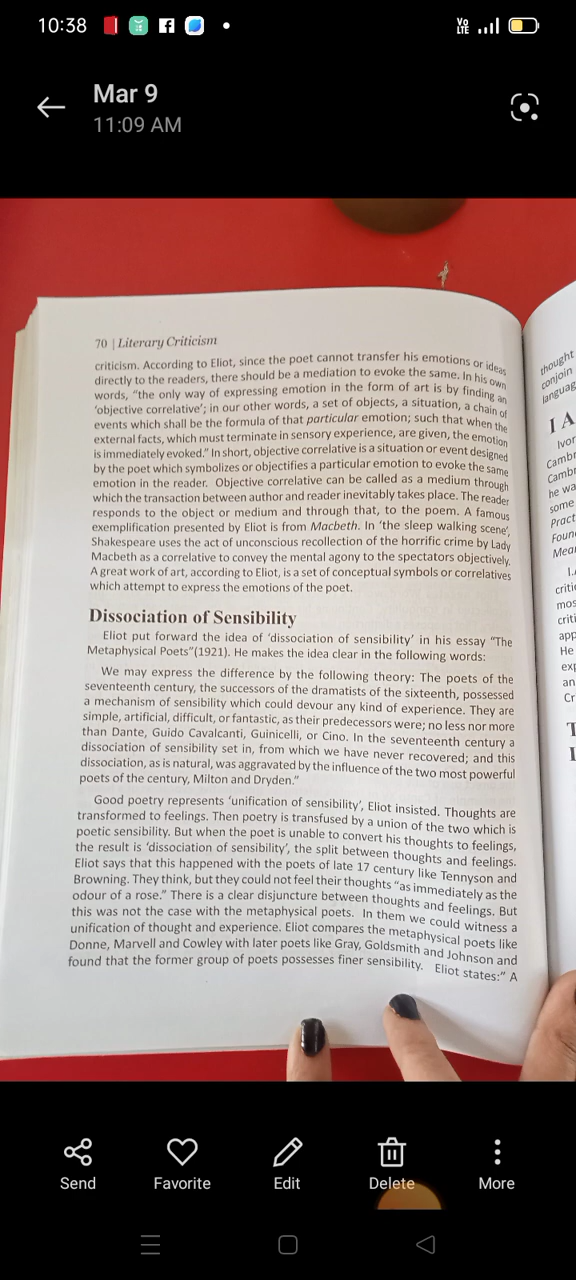 10:38
Vo
LTE
Mar 9
11:09 AM
70 | Literary Criticism
criticism. According to Eliot, since the poet cannot transfer his emotions or ideas
directly to the readers, there should be a mediation to evoke the same. In his own
words, "the only way of expressing emotion in the form of art is by finding an
'objective correlative'; in our other words, a set of objects, a situation, a chain of
events which shall be the formula of that particular emotion; such that when the
external facts, which must terminate in sensory experience, are given, the emotion
is immediately evoked." In short, objective correlative is a situation or event designed
by the poet which symbolizes or objectifies a particular emotion to evoke the same
emotion in the reader. Objective correlative can be called as a medium through
which the transaction between author and reader inevitably takes place. The reader
responds to the object or medium and through that, to the poem. A famous
exemplification presented by Eliot is from Macbeth. In 'the sleep walking scene',
Shakespeare uses the act of unconscious recollection of the horrific crime by Lady
Macbeth as a correlative to convey the mental agony to the spectators objectively.
A great work of art, according to Eliot, is a set of conceptual symbols or correlatives
which attempt to express the emotions of the poet.
Dissociation of Sensibility
Eliot put forward the idea of 'dissociation of sensibility' in his essay "The
Metaphysical Poets"(1921). He makes the idea clear in the following words:
We may express the difference by the following theory: The poets of the
seventeenth century, the successors of the dramatists of the sixteenth, possessed
a mechanism of sensibility which could devour any kind of experience. They are
simple, artificial, difficult, or fantastic, as their predecessors were; no less nor more
than Dante, Guido Cavalcanti, Guinicelli, or Cino. In the seventeenth century a
dissociation of sensibility set in, from which we have never recovered; and this
dissociation, as is natural, was aggravated by the influence of the two most powerful
poets of the century, Milton and Dryden."
Good poetry represents 'unification of sensibility', Eliot insisted. Thoughts are
transformed to feelings. Then poetry is transfused by a union of the two which is
poetic sensibility. But when the poet is unable to convert his thoughts to feelings,
the result is 'dissociation of sensibility', the split between thoughts and feelings.
Eliot says that this happened with the poets of late 17 century like Tennyson and
Browning. They think, but they could not feel their thoughts "as immediately as the
odour of a rose." There is a clear disjuncture between thoughts and feelings. But
this was not the case with the metaphysical poets. In them we could witness a
unification of thought and experience. Eliot compares the metaphysical poets like
Donne, Marvell and Cowley with later poets like Gray, Goldsmith and Johnson and
found that the former group of poets possesses finer sensibility. Eliot states:" A
thought
conjoin
languag
I A
Ivor
Cambr
Cambr
he wa
some
Pract
Foun
Mean
I.
critic
mos
criti
app
He
exp
an
Cr
T
Send
Favorite
Edit
Delete
More